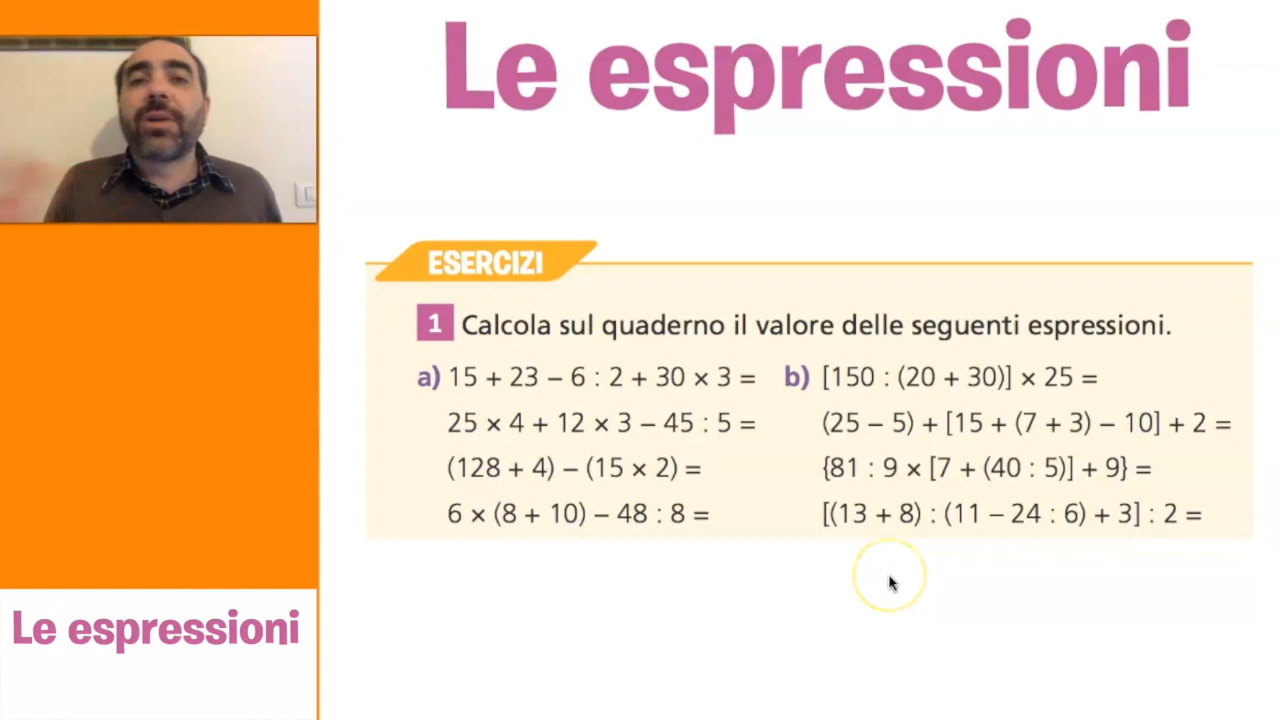 Le espressioni
ESERCIZI
1 Calcola sul quaderno il valore delle seguenti espressioni.
a) 15 + 23 – 6 : 2 + 30 × 3 =
25 × 4 + 12 × 3 – 45 : 5 =
(128 + 4) – (15 × 2) =
6 × (8 + 10) – 48 : 8 =
b) [150 : (20 + 30)] × 25 =
(25 – 5) + [15 + (7 + 3) – 10] + 2 =
{81 : 9 × [7 + (40 : 5)] + 9} =
[(13 + 8) : (11 – 24 : 6) + 3] : 2 =
Le espressioni